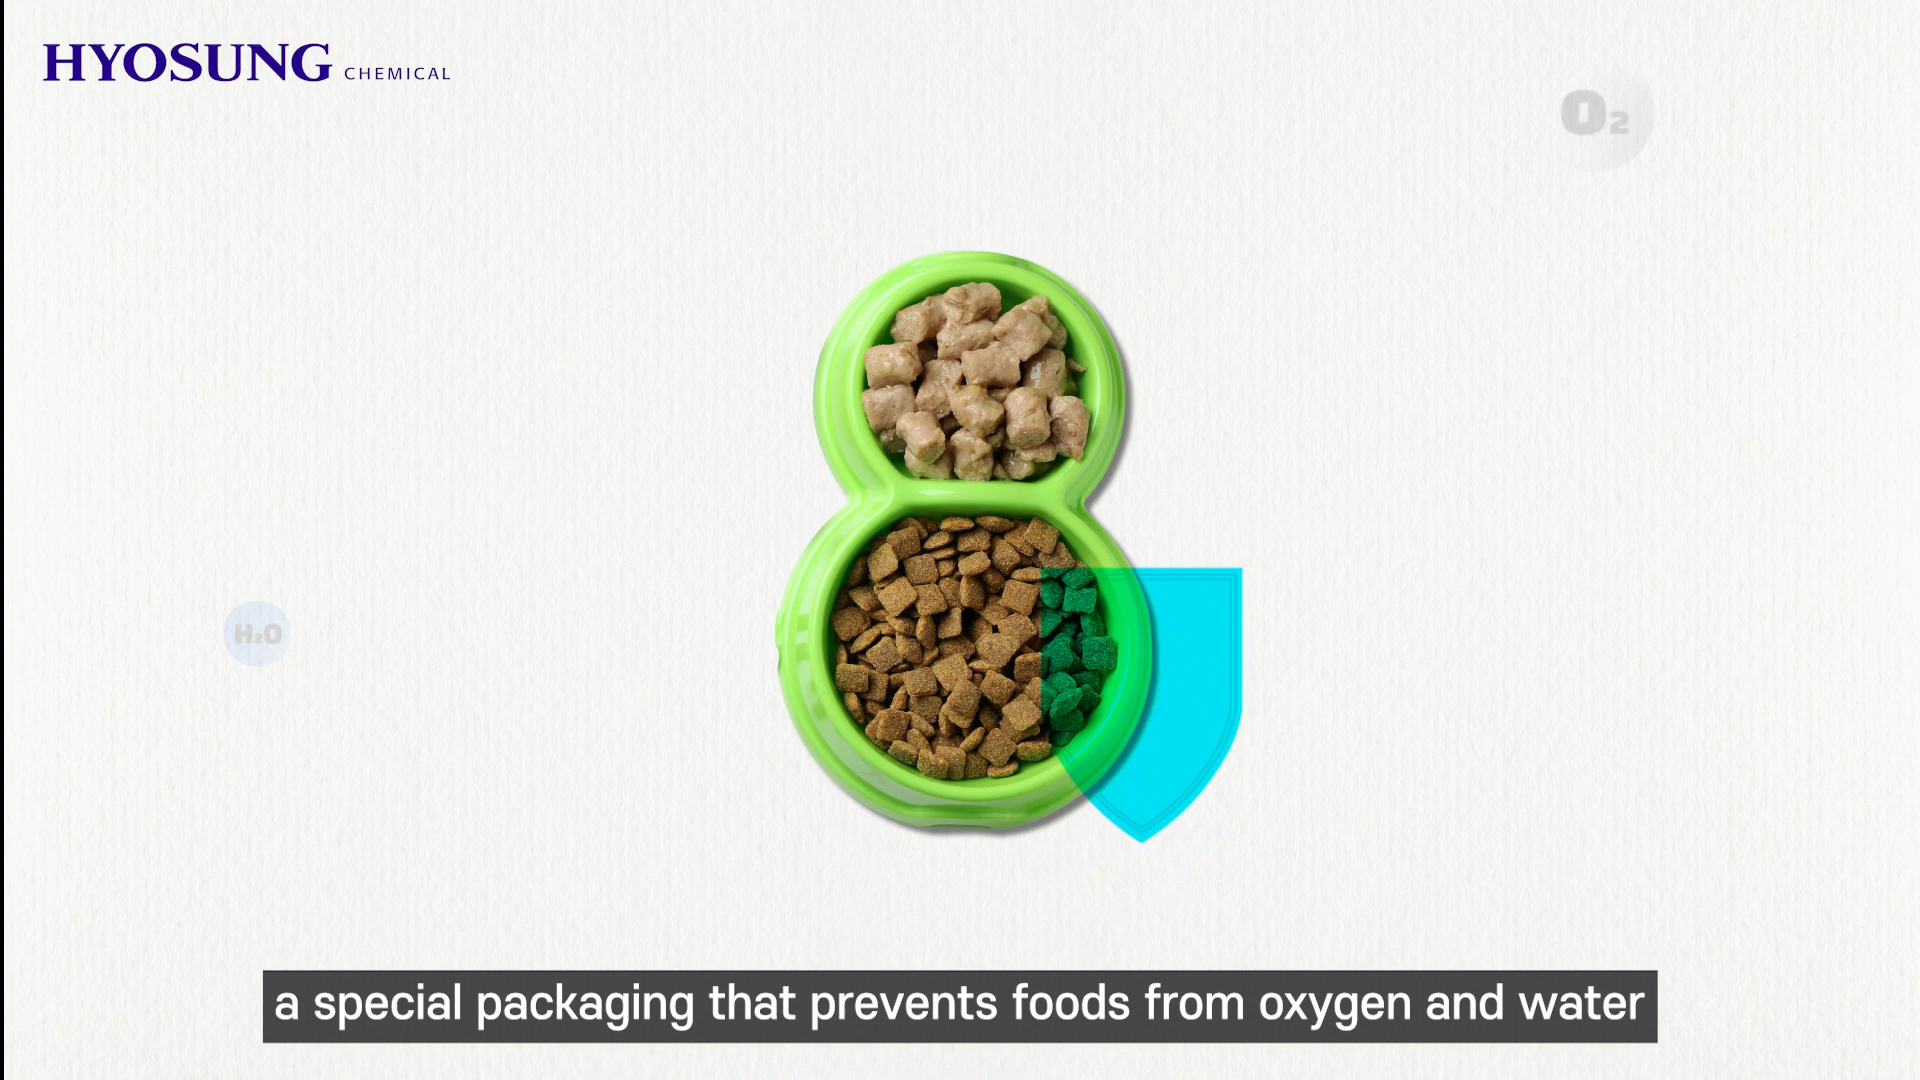 HYOSUNG CHEMICAL
O₂
H₂O
a special packaging that prevents foods from oxygen and water